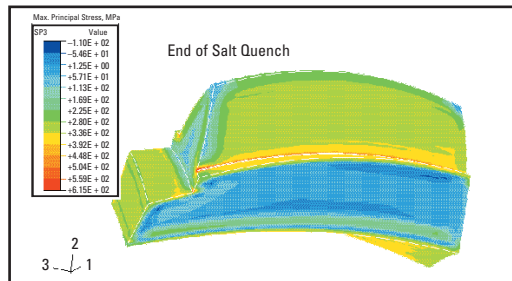 Max. Principal Stress, MPa
SP3 Value
−1.10E + 02
−5.46E + 01
+1.25E + 00
+5.71E + 01
+1.13E + 02
+1.69E + 02
+2.25E + 02
+2.80E + 02
+3.36E + 02
+3.92E + 02
+4.48E + 02
+5.04E + 02
+5.59E + 02
+6.15E + 02
End of Salt Quench
2
3 1